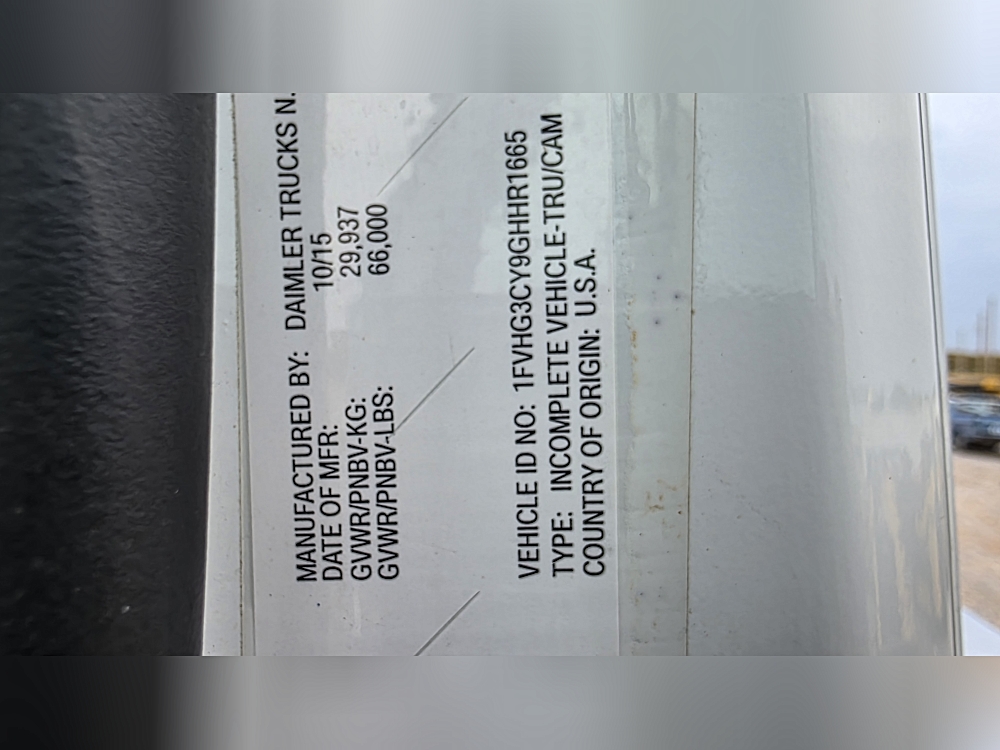 MANUFACTURED BY: DAIMLER TRUCKS N.
DATE OF MFR: 10/15
GVWR/PNBV-KG: 29,937
GVWR/PNBV-LBS: 66,000
VEHICLE ID NO: 1FVHG3CY9GHHR1665
TYPE: INCOMPLETE VEHICLE-TRU/CAM
COUNTRY OF ORIGIN: U.S.A.